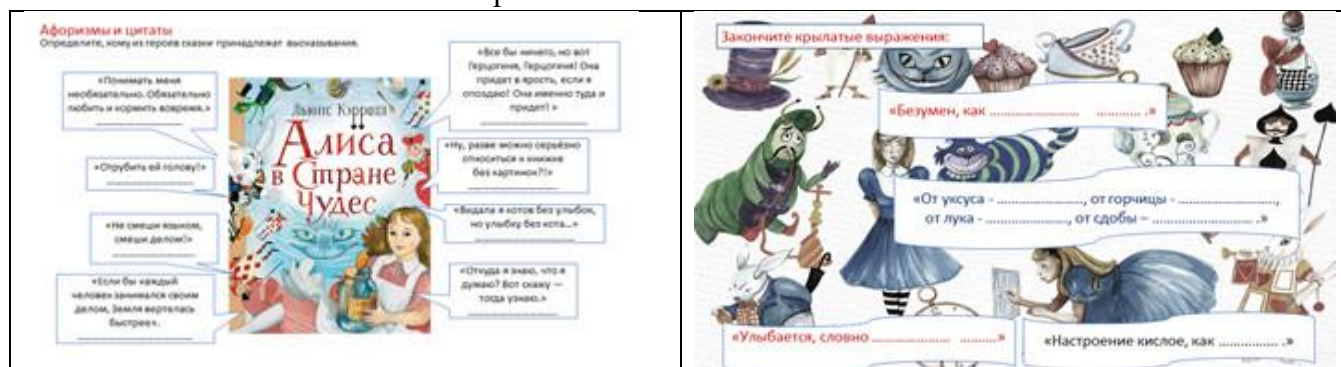 Афоризмы и цитаты
Определите, кому из героев сказки принадлежат высказывания.
«Понимать меня
необязательно. Обязательно
любить и кормить вовремя.»
«Отрубить ей голову!»
«Не смеши языком,
смеши делом!»
«Если бы каждый
человек занимался своим
делом, Земля вертелась
быстрее».
Льюис Кэрролл
Алиса
в Стране
Чудес
«Все бы ничего, но вот
Герцогиня, Герцогиня! Она
придет в ярость, если я
опоздаю! Она именно туда и
придет! »
«Ну, разве можно серьёзно
относиться к книжке
без картинок?!»
«Видала я котов без улыбок,
но улыбку без кота...»
«Откуда я знаю, что я
думаю? Вот скажу —
тогда узнаю.»
Закончите крылатые выражения:
«Безумен, как ………………… ………… .»
«От уксуса - ……………………, от горчицы - …………………,
от лука - …………………, от сдобы – ………………… .»
«Улыбается, словно ………………… ………»
«Настроение кислое, как …………… .»